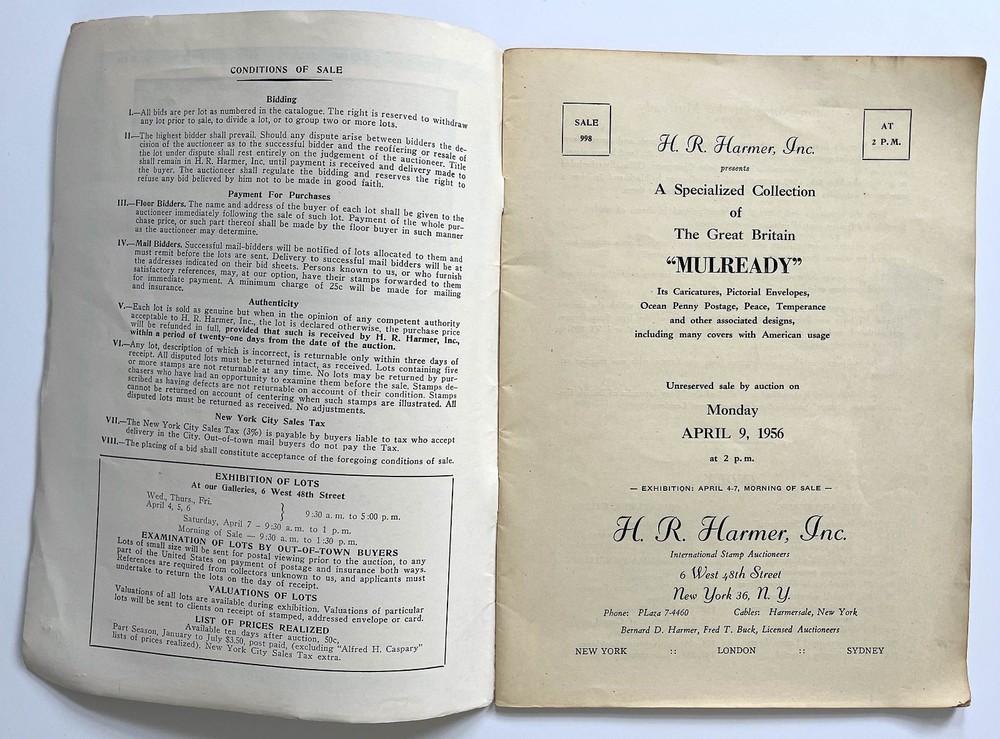 CONDITIONS OF SALE
Bidding
I.—All bids are per lot as numbered in the catalogue. The right is reserved to withdraw
any lot prior to sale, to divide a lot, or to group two or more lots.
II.—The highest bidder shall prevail. Should any dispute arise between bidders the de-
cision of the auctioneer as to the successful bidder and the reoffering or resale of
the lot under dispute shall rest entirely on the judgement of the auctioneer. Title
shall remain in H. R. Harmer, Inc. until payment is received and delivery made to
the buyer. The auctioneer shall regulate the bidding and reserves the right to
refuse any bid believed by him not to be made in good faith.
Payment For Purchases
III.—Floor Bidders. The name and address of the buyer of each lot shall be given to the
auctioneer immediately following the sale of such lot. Payment of the whole pur-
chase price, or such part thereof shall be made by the floor buyer in such manner
as the auctioneer may determine.
IV.—Mail Bidders. Successful mail-bidders will be notified of lots allocated to them and
must remit before the lots are sent. Delivery to successful mail bidders will be at
the addresses indicated on their bid sheets. Persons known to us, or who furnish
satisfactory references, may, at our option, have their stamps forwarded to them
for immediate payment. A minimum charge of 25c will be made for mailing
and insurance.
Authenticity
V.—Each lot is sold as genuine but when in the opinion of any competent authority
acceptable to H. R. Harmer, Inc, the lot is declared otherwise, the purchase price
will be refunded in full, provided that such is received by H. R. Harmer, Inc.,
within a period of twenty-one days from the date of the auction.
VI.—Any lot, description of which is incorrect, is returnable only within three days of
receipt. All disputed lots must be returned intact, as received. Lots containing five
or more stamps are not returnable at any time. No lots may be returned by pur-
chasers who have had an opportunity to examine them before the sale. Stamps de-
scribed as having defects are not returnable on account of their condition. Stamps
cannot be returned on account of centering when such stamps are illustrated. All
disputed lots must be returned as received. No adjustments.
New York City Sales Tax
VII.—The New York City Sales Tax (3%) is payable by buyers liable to tax who accept
delivery in the City. Out-of-town mail buyers do not pay the Tax.
VIII.—The placing of a bid shall constitute acceptance of the foregoing conditions of sale.
EXHIBITION OF LOTS
At our Galleries, 6 West 48th Street
Wed., Thurs., Fri.
April 4, 5, 6 } 9:30 a. m. to 5:00 p. m.
Saturday, April 7 – 9:30 a. m. to 1 p. m.
Morning of Sale — 9:30 a. m. to 1:30 p. m.
EXAMINATION OF LOTS BY OUT-OF-TOWN BUYERS
Lots of small size will be sent for postal viewing prior to the auction, to any
part of the United States on payment of postage and insurance both ways.
References are required from collectors unknown to us, and applicants must
undertake to return the lots on the day of receipt.
VALUATIONS OF LOTS
Valuations of all lots are available during exhibition. Valuations of particular
lots will be sent to clients on receipt of stamped, addressed envelope or card.
LIST OF PRICES REALIZED
Available ten days after auction, 50c,
Part Season, January to July $3.50, post paid, (excluding "Alfred H. Caspary"
lists of prices realized), New York City Sales Tax extra.
SALE
998
AT
2 P.M.
H. R. Harmer, Inc.
presents
A Specialized Collection
of
The Great Britain
"MULREADY"
Its Caricatures, Pictorial Envelopes,
Ocean Penny Postage, Peace, Temperance
and other associated designs,
including many covers with American usage
Unreserved sale by auction on
Monday
APRIL 9, 1956
at 2 p. m.
— EXHIBITION: APRIL 4-7, MORNING OF SALE —
H. R. Harmer, Inc.
International Stamp Auctioneers
6 West 48th Street
New York 36, N. Y.
Phone: PLaza 7-4460 Cables: Harmersale, New York
Bernard D. Harmer, Fred T. Buck, Licensed Auctioneers
NEW YORK :: LONDON :: SYDNEY